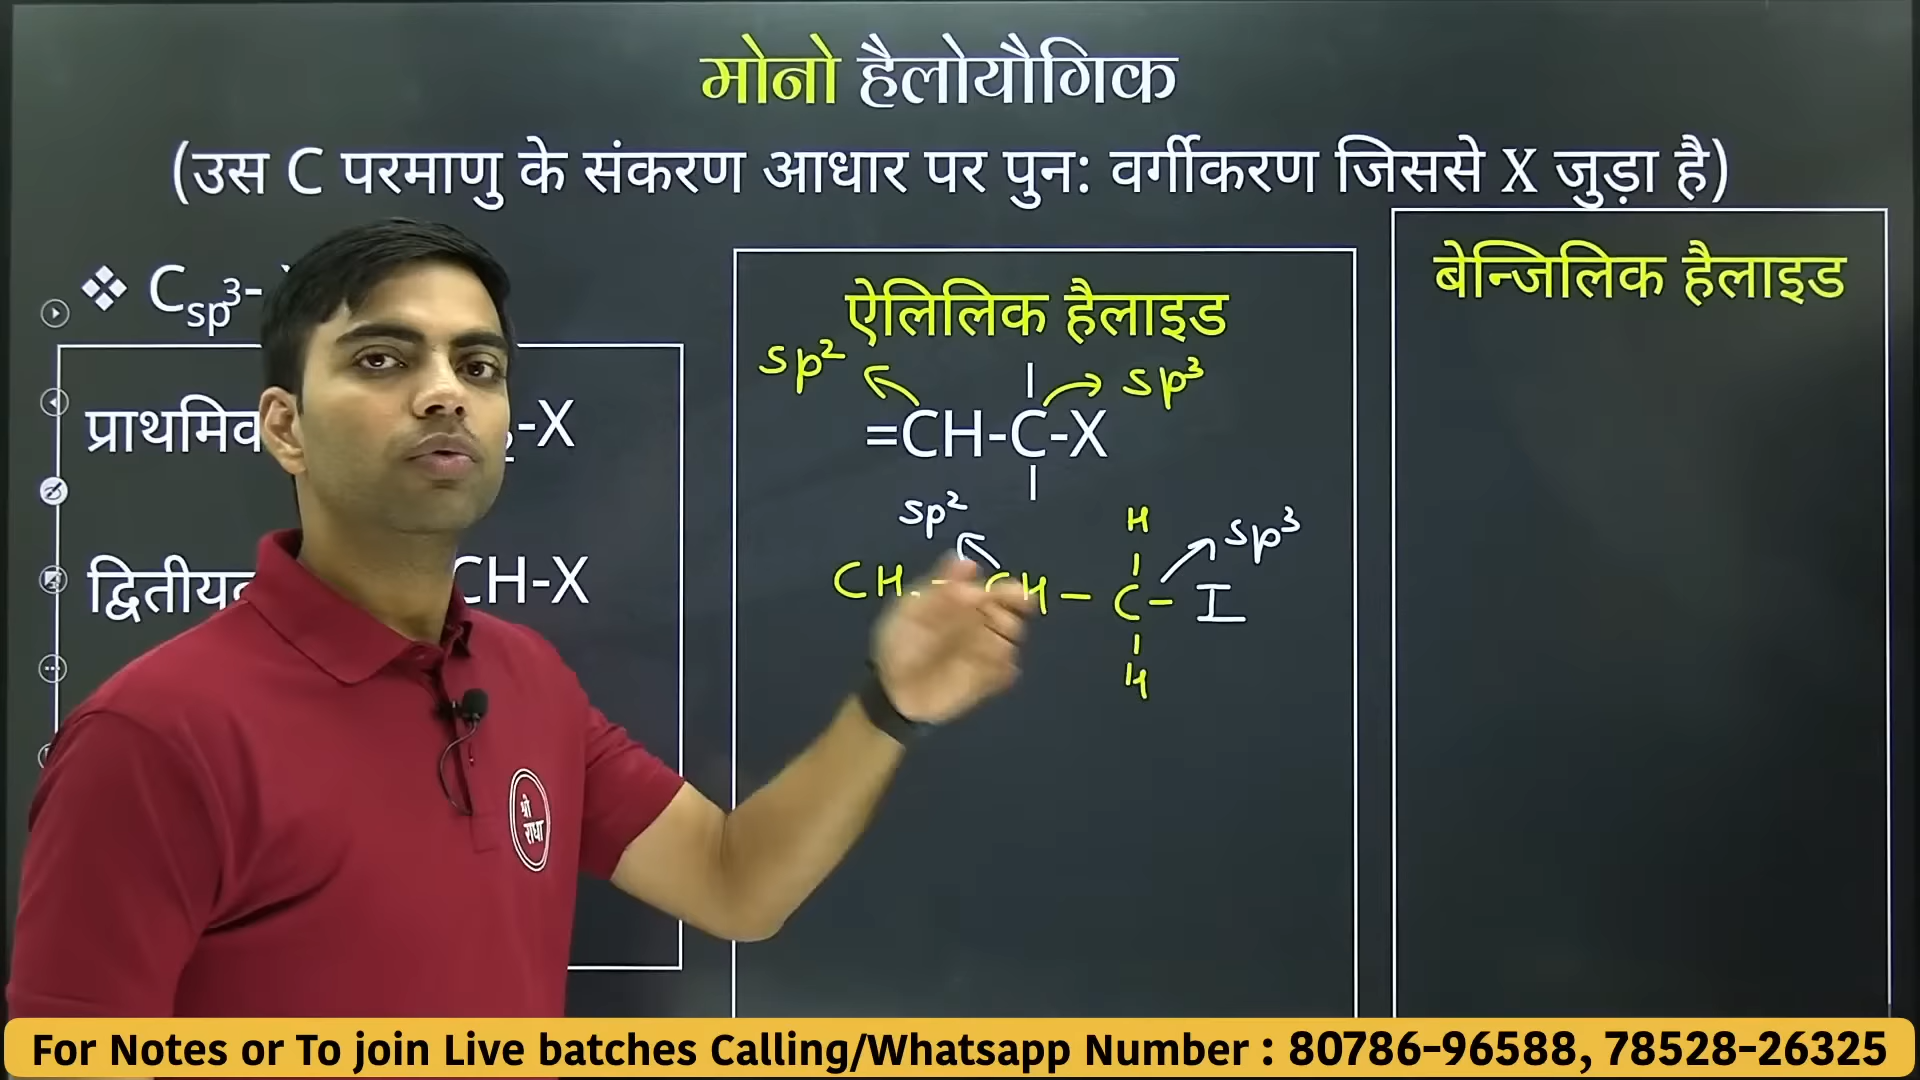 मोनो हैलोयौगिक
(उस C परमाणु के संकरण आधार पर पुन: वर्गीकरण जिससे X जुड़ा है)
❖ Csp³-
प्राथमिक -X
द्वितीय CH-X
ऐलिलिक हैलाइड
sp² sp³
=CH-C-X
sp² H sp³
CH – C – I
H
बेन्जिलिक हैलाइड
श्री
राधा
For Notes or To join Live batches Calling/Whatsapp Number : 80786-96588, 78528-26325